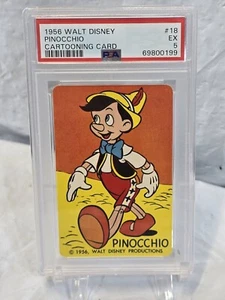 1956 WALT DISNEY #18
PINOCCHIO EX
CARTOONING CARD 5
PSA 69800199
PINOCCHIO
© 1956, WALT DISNEY PRODUCTIONS